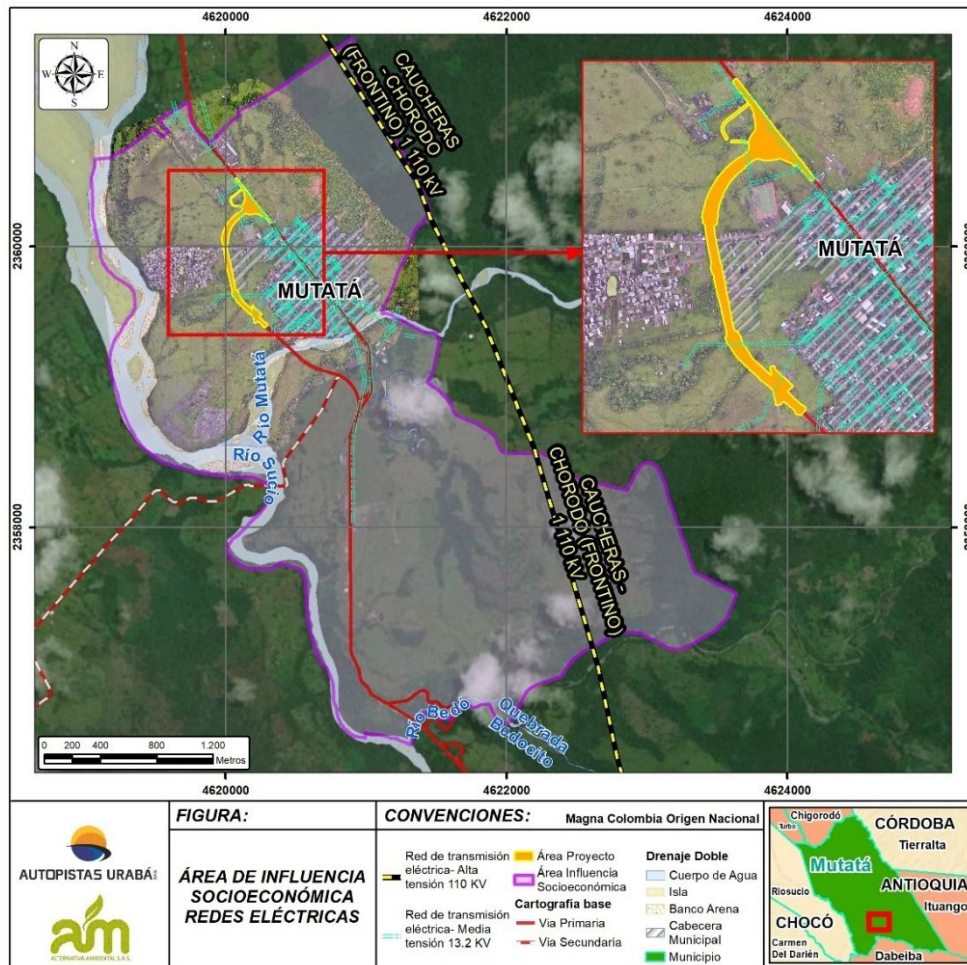 4620000
4622000
4624000
N
W
E
S
CAUCHERAS
- CHORODO
(FRONTINO) 1 110 KV
2360000
MUTATÁ
MUTATÁ
Río Mutatá
Río
Sucio
2358000
CAUCHERAS -
CHORODO (FRONTINO)
1 110 KV
Río Bedó
Quebrada
Bedocito
0 200 400 800 1.200
Metros
4620000
4622000
4624000
AUTOPISTAS URABÁ S.A.S.
am
ALTERNATIVA AMBIENTAL S.A.S.
FIGURA:
ÁREA DE INFLUENCIA
SOCIOECONÓMICA
REDES ELÉCTRICAS
CONVENCIONES:
Magna Colombia Origen Nacional
Red de transmisión
eléctrica- Alta
tensión 110 KV
Red de transmisión
eléctrica- Media
tensión 13.2 KV
Área Proyecto
Área Influencia
Socioeconómica
Cartografía base
Via Primaria
Via Secundaria
Drenaje Doble
Cuerpo de Agua
Isla
Banco Arena
Cabecera
Municipal
Municipio
Chigorodó
Turbo
CÓRDOBA
Tierralta
Mutatá
Riosucio
ANTIOQUIA
Ituango
CHOCÓ
Carmen
Del Darién
Dabeiba